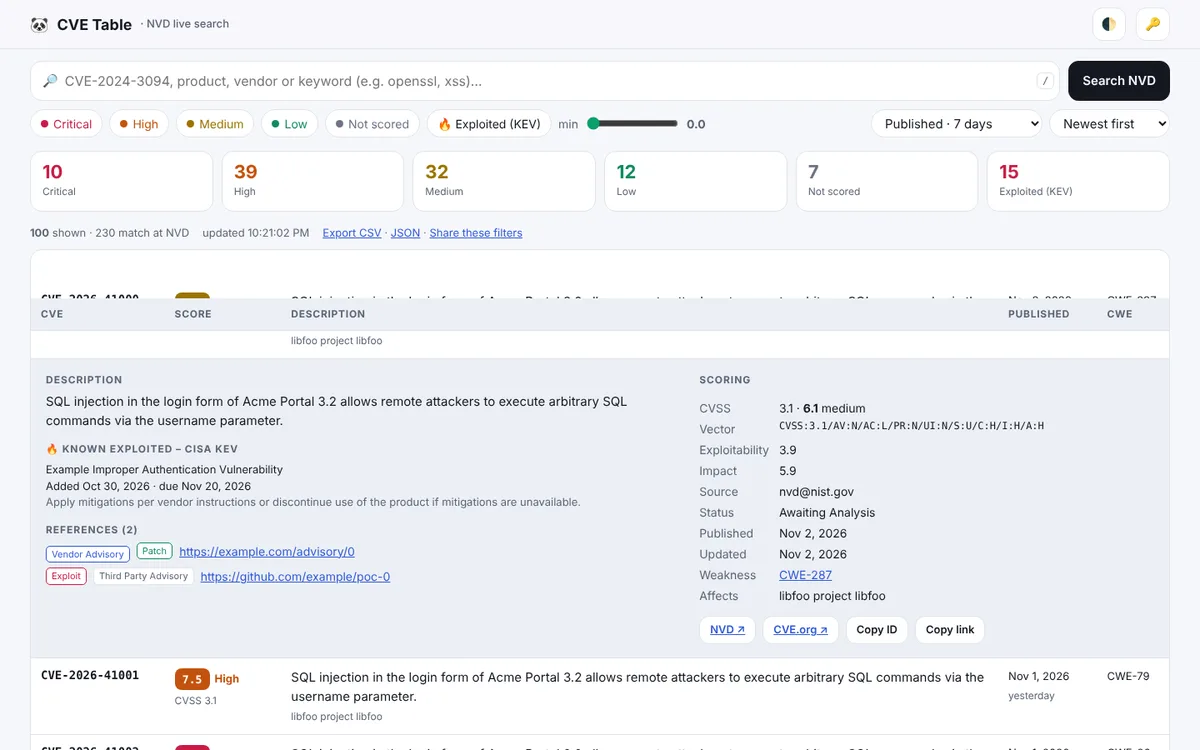 CVE Table · NVD live search
CVE-2024-3094, product, vendor or keyword (e.g. openssl, xss)...
/
Search NVD
Critical
High
Medium
Low
Not scored
Exploited (KEV)
min
0.0
Published · 7 days
Newest first
10
Critical
39
High
32
Medium
12
Low
7
Not scored
15
Exploited (KEV)
100 shown · 230 match at NVD updated 10:21:02 PM Export CSV · JSON · Share these filters
CVE-2026-41000
CVE SCORE DESCRIPTION PUBLISHED CWE
libfoo project libfoo
DESCRIPTION
SQL injection in the login form of Acme Portal 3.2 allows remote attackers to execute arbitrary SQL
commands via the username parameter.
KNOWN EXPLOITED – CISA KEV
Example Improper Authentication Vulnerability
Added Oct 30, 2026 · due Nov 20, 2026
Apply mitigations per vendor instructions or discontinue use of the product if mitigations are unavailable.
REFERENCES (2)
Vendor Advisory Patch https://example.com/advisory/0
Exploit Third Party Advisory https://github.com/example/poc-0
SCORING
CVSS 3.1 · 6.1 medium
Vector CVSS:3.1/AV:N/AC:L/PR:N/UI:N/S:U/C:H/I:H/A:H
Exploitability 3.9
Impact 5.9
Source nvd@nist.gov
Status Awaiting Analysis
Published Nov 2, 2026
Updated Nov 2, 2026
Weakness CWE-287
Affects libfoo project libfoo
NVD ↗ CVE.org ↗ Copy ID Copy link
CVE-2026-41001 7.5 High SQL injection in the login form of Acme Portal 3.2 allows remote attackers to execute arbitrary SQL commands via the Nov 1, 2026 CWE-79
CVSS 3.1 username parameter. yesterday
libfoo project libfoo